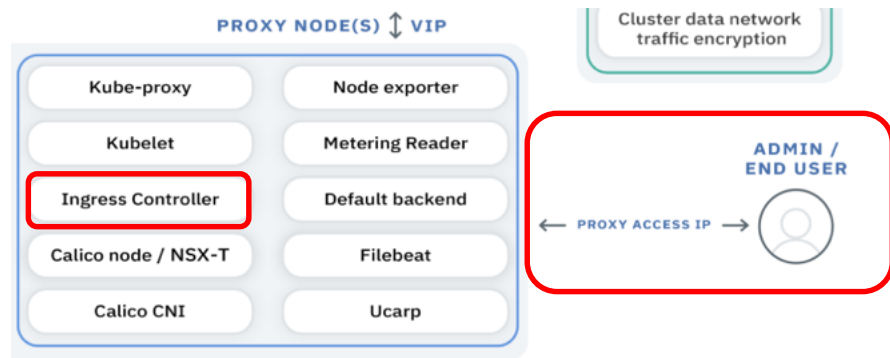 PROXY NODE(S) ↕ VIP
Cluster data network
traffic encryption
Kube-proxy
Node exporter
Kubelet
Metering Reader
Ingress Controller
Default backend
Calico node / NSX-T
Filebeat
Calico CNI
Ucarp
ADMIN /
END USER
← PROXY ACCESS IP →